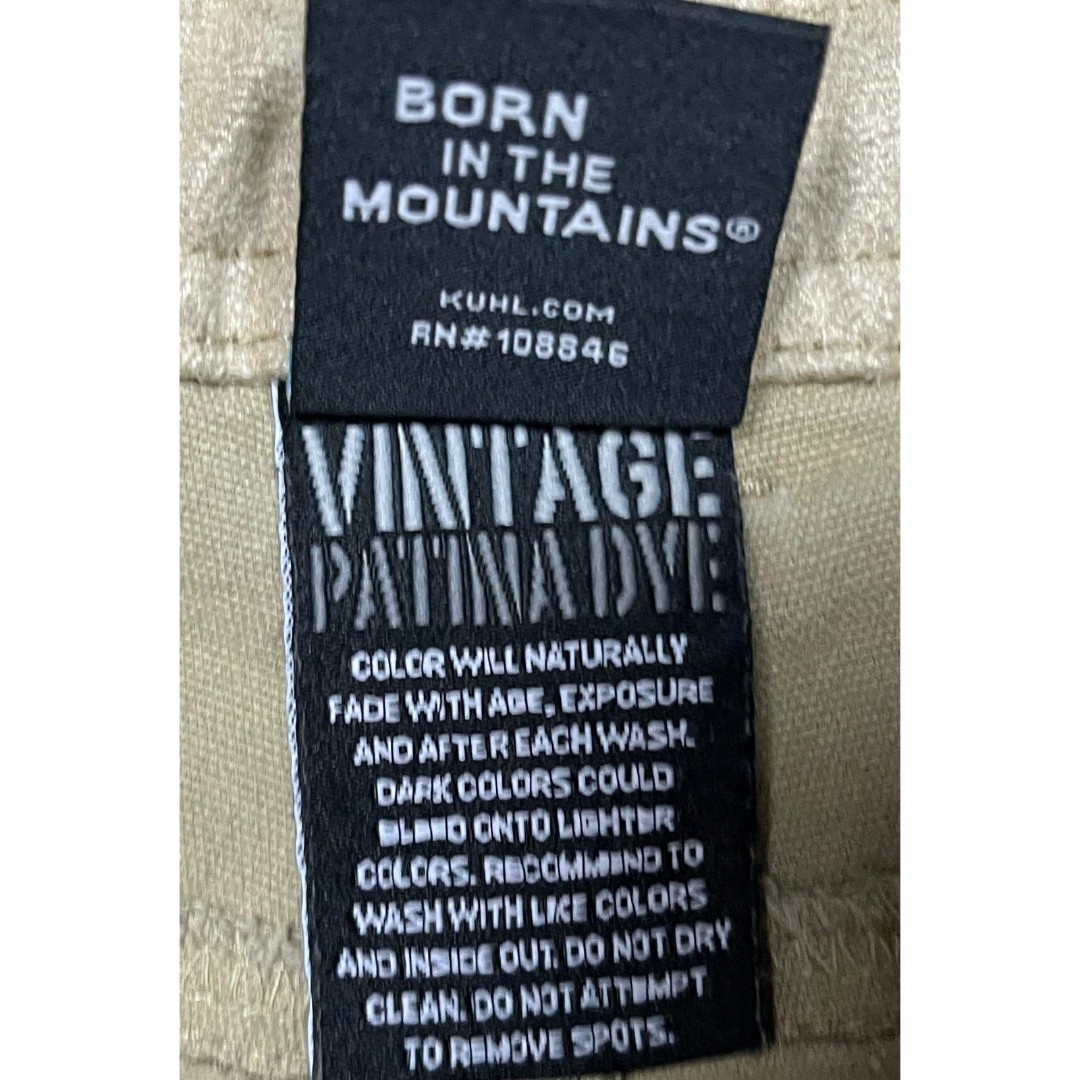 BORN
IN THE
MOUNTAINS®
KUHL.COM
RN#108846
VINTAGE
PATINA DYE
COLOR WILL NATURALLY
FADE WITH AGE, EXPOSURE
AND AFTER EACH WASH.
DARK COLORS COULD
BLEED ONTO LIGHTER
COLORS. RECOMMEND TO
WASH WITH LIKE COLORS
AND INSIDE OUT. DO NOT DRY
CLEAN. DO NOT ATTEMPT
TO REMOVE SPOTS.